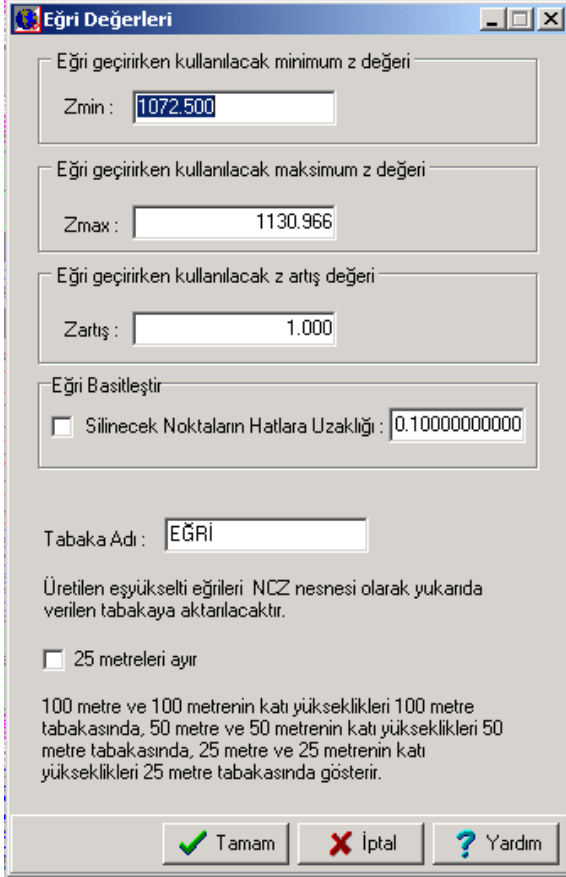 Eğri Değerleri
Eğri geçirirken kullanılacak minimum z değeri
Zmin : 1072.500
Eğri geçirirken kullanılacak maksimum z değeri
Zmax : 1130.966
Eğri geçirirken kullanılacak z artış değeri
Zartış : 1.000
Eğri Basitleştir
Silinecek Noktaların Hatlara Uzaklığı : 0.10000000000
Tabaka Adı : EĞRİ
Üretilen eşyükselti eğrileri NCZ nesnesi olarak yukarıda
verilen tabakaya aktarılacaktır.
25 metreleri ayır
100 metre ve 100 metrenin katı yükseklikleri 100 metre
tabakasında, 50 metre ve 50 metrenin katı yükseklikleri 50
metre tabakasında, 25 metre ve 25 metrenin katı
yükseklikleri 25 metre tabakasında gösterir.
Tamam İptal Yardım